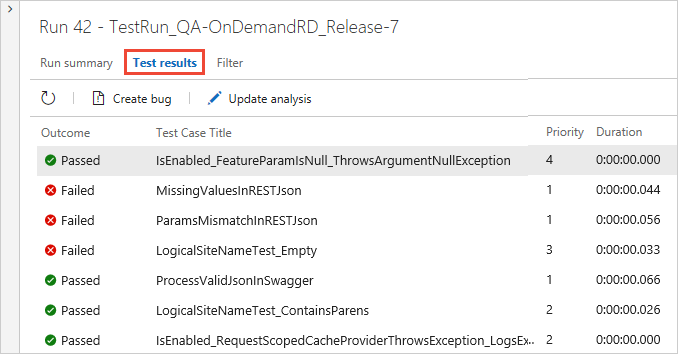 Run 42 - TestRun_QA-OnDemandRD_Release-7
Run summary Test results Filter
Create bug Update analysis
Outcome Test Case Title Priority Duration
Passed IsEnabled_FeatureParamIsNull_ThrowsArgumentNullException 4 0:00:00.000
Failed MissingValuesInRESTJson 1 0:00:00.044
Failed ParamsMismatchInRESTJson 1 0:00:00.056
Failed LogicalSiteNameTest_Empty 3 0:00:00.033
Passed ProcessValidJsonInSwagger 1 0:00:00.066
Passed LogicalSiteNameTest_ContainsParens 2 0:00:00.026
Passed IsEnabled_RequestScopedCacheProviderThrowsException_LogsEx... 2 0:00:00.000